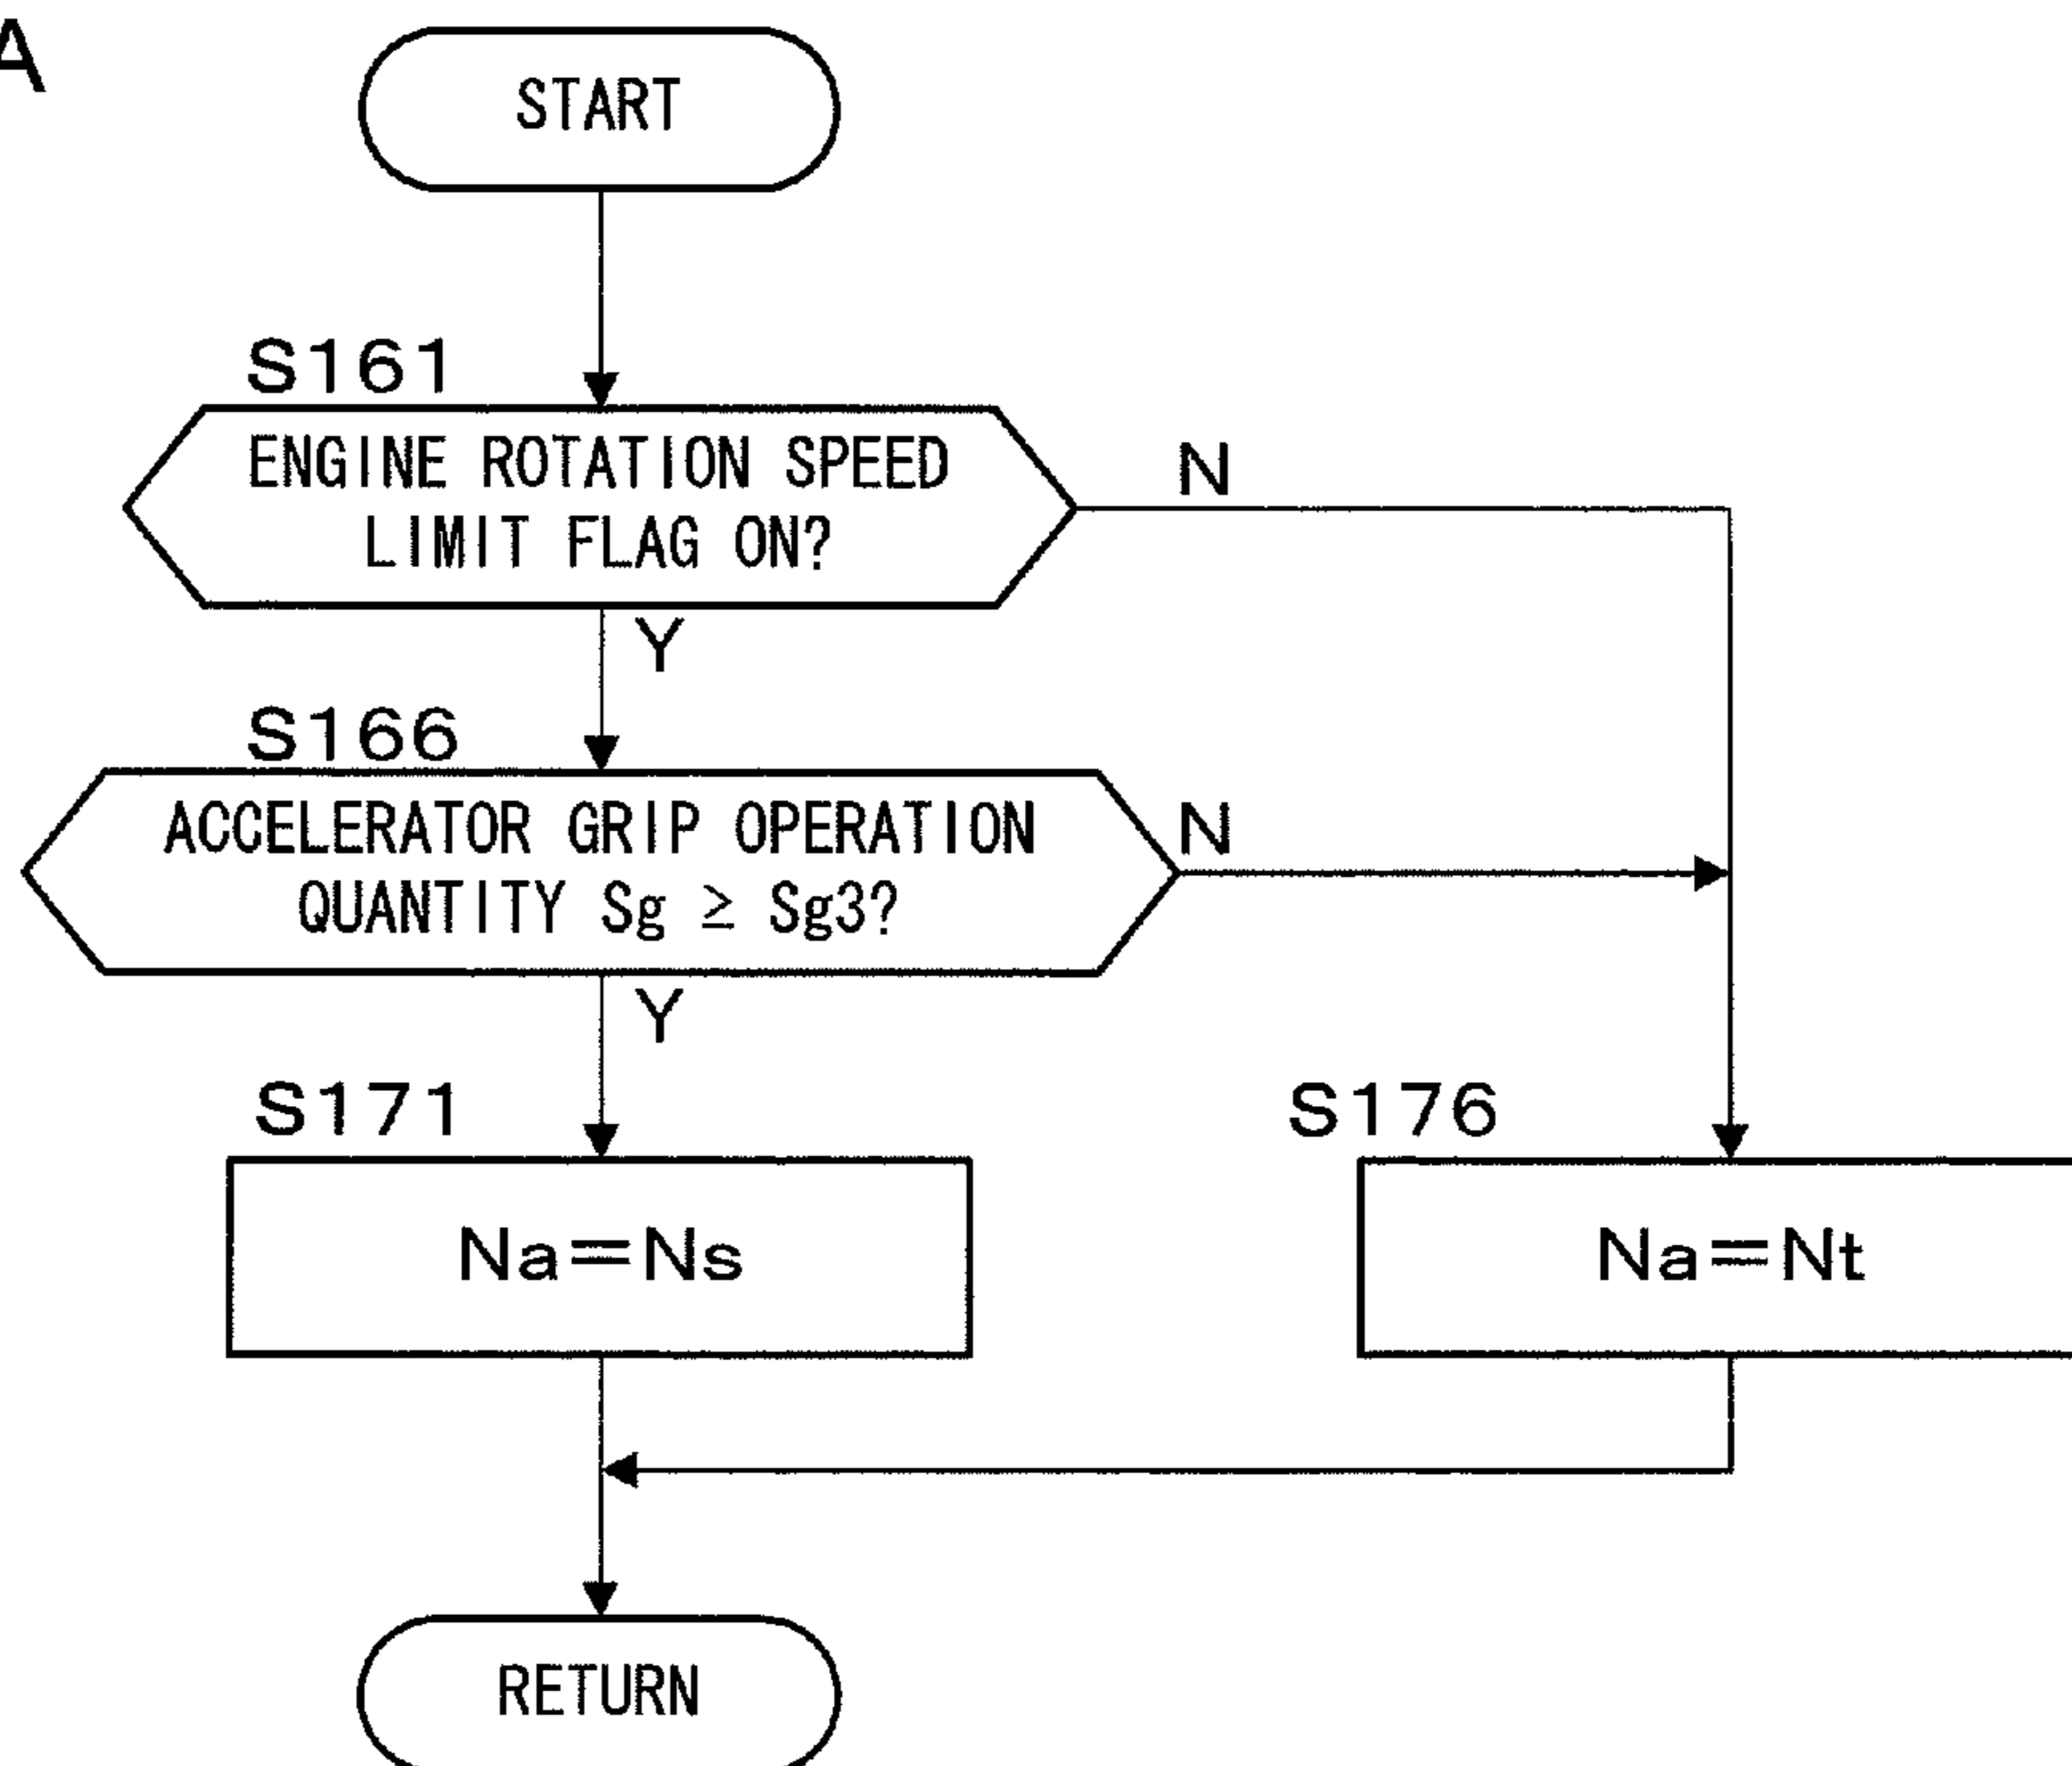 A
START
S161
ENGINE ROTATION SPEED
LIMIT FLAG ON?
N
Y
S166
ACCELERATOR GRIP OPERATION
QUANTITY Sg ≥ Sg3?
N
Y
S171
S176
Na=Ns
Na=Nt
RETURN